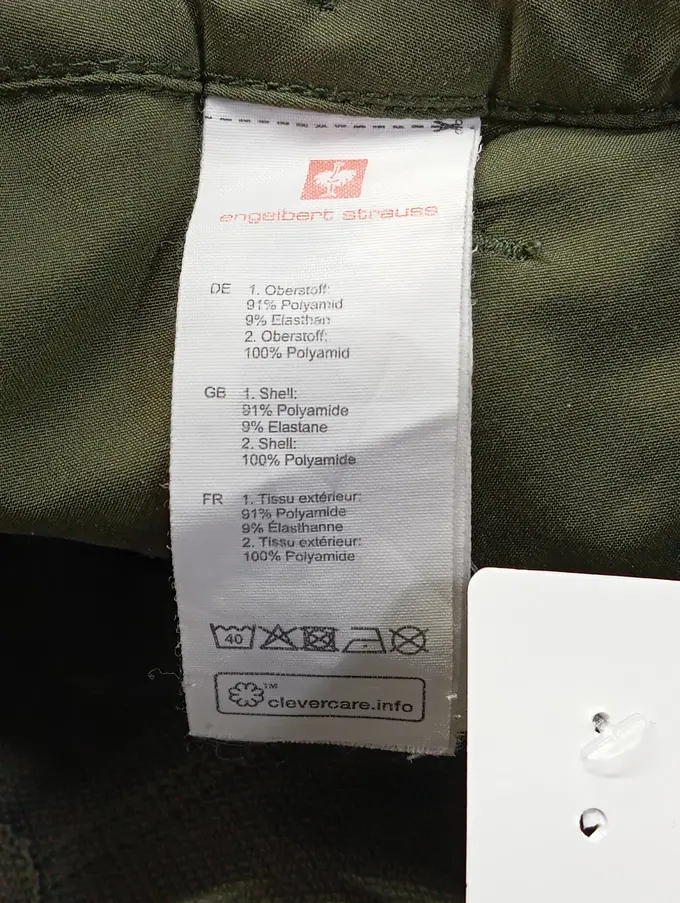 engelbert strauss
DE 1. Oberstoff:
91% Polyamid
9% Elasthan
2. Oberstoff:
100% Polyamid
GB 1. Shell:
91% Polyamide
9% Elastane
2. Shell:
100% Polyamide
FR 1. Tissu extérieur:
91% Polyamide
9% Élasthanne
2. Tissu extérieur:
100% Polyamide
40
™
clevercare.info